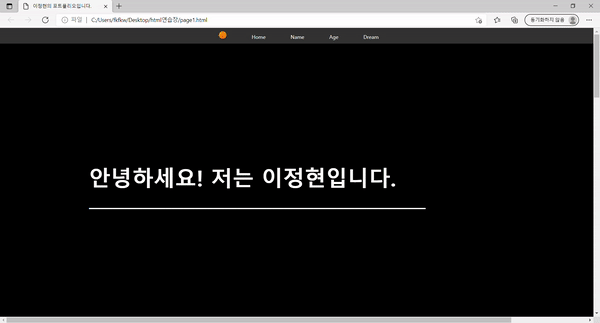 이정현의 포트폴리오입니다.
파일 C:/Users/fkfkw/Desktop/html연습장/page1.html
동기화하지 않음
Home Name Age Dream
안녕하세요! 저는 이정현입니다.